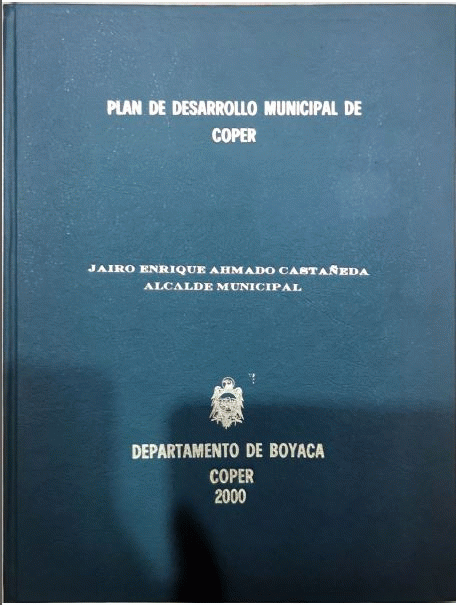 PLAN DE DESARROLLO MUNICIPAL DE
COPER
JAIRO ENRIQUE AHMADO CASTAÑEDA
ALCALDE MUNICIPAL
DEPARTAMENTO DE BOYACA
COPER
2000